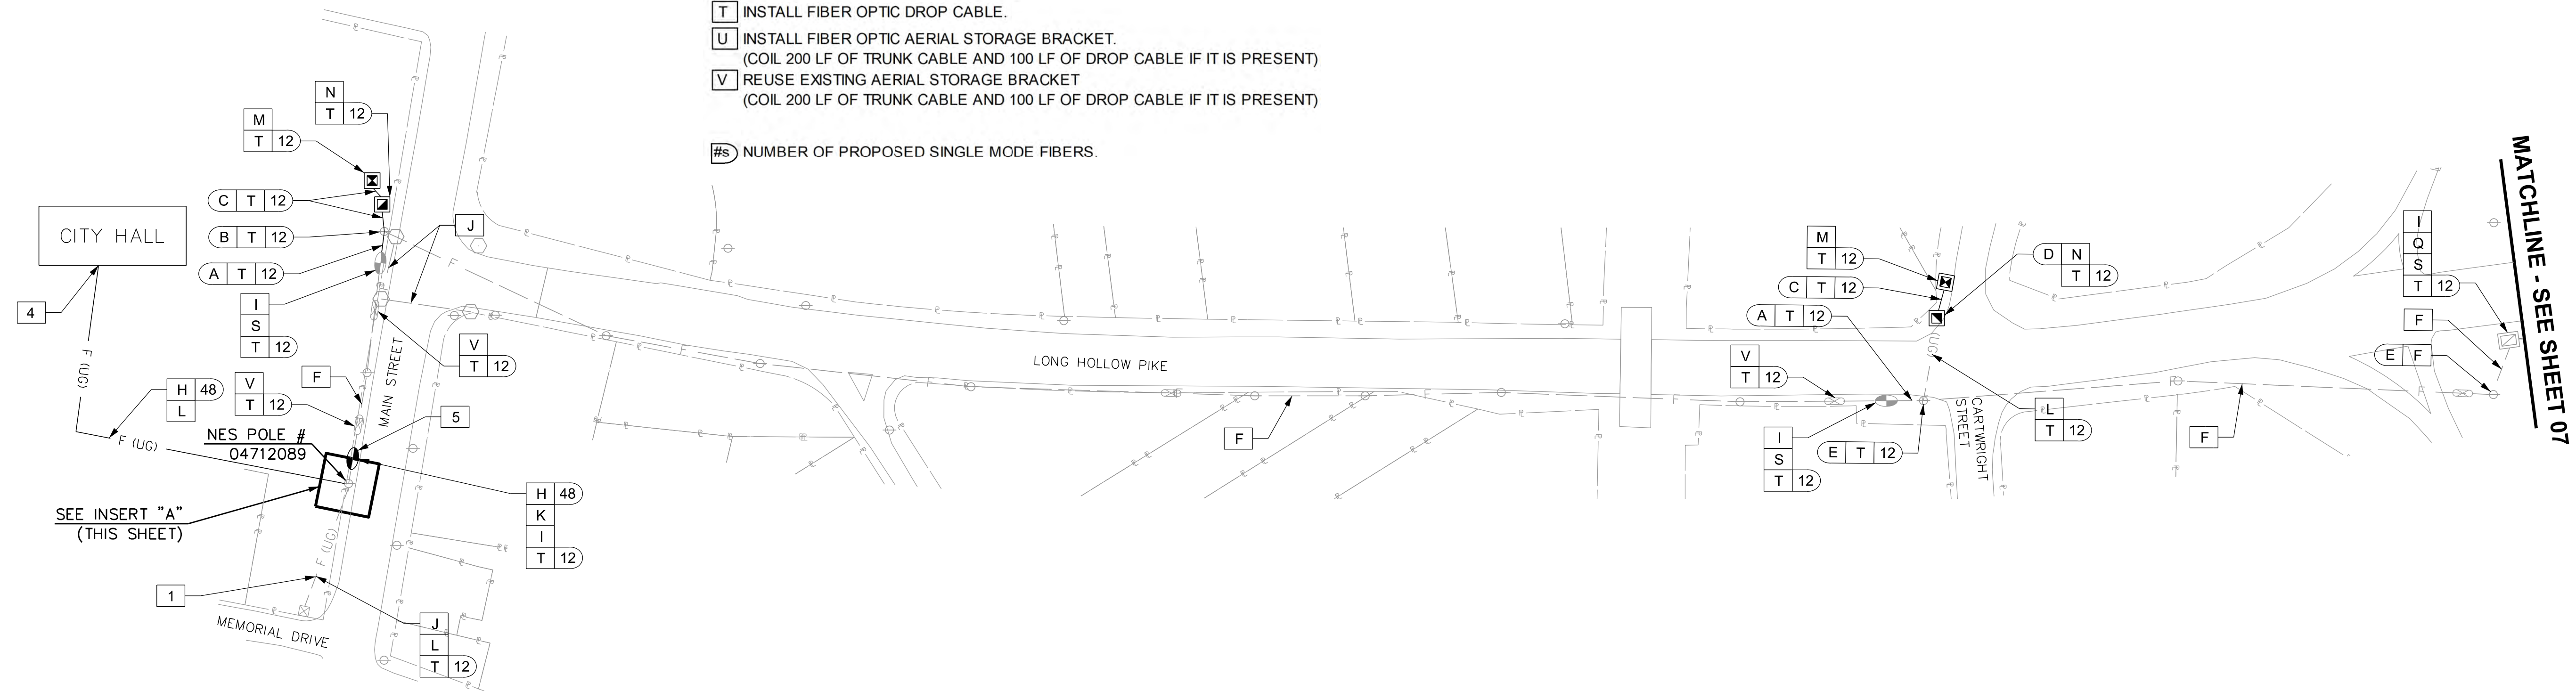 T INSTALL FIBER OPTIC DROP CABLE.
U INSTALL FIBER OPTIC AERIAL STORAGE BRACKET.
(COIL 200 LF OF TRUNK CABLE AND 100 LF OF DROP CABLE IF IT IS PRESENT)
V REUSE EXISTING AERIAL STORAGE BRACKET
(COIL 200 LF OF TRUNK CABLE AND 100 LF OF DROP CABLE IF IT IS PRESENT)
#s NUMBER OF PROPOSED SINGLE MODE FIBERS.
N
T 12
M
T 12
C T 12
B T 12
A T 12
I
S
T 12
J
CITY HALL
4
F (UG)
H 48
L
F (UG)
V
T 12
F
V
T 12
MAIN STREET
5
NES POLE #
04712089
SEE INSERT "A"
(THIS SHEET)
H 48
K
I
T 12
F (UG)
1
J
L
T 12
MEMORIAL DRIVE
F
F
F
LONG HOLLOW PIKE
F
F
F
M
T 12
C T 12
A T 12
V
T 12
I
S
T 12
E T 12
D N
T 12
(UG)
L
T 12
CARTWRIGHT
STREET
F
F
I
Q
S
T 12
F
E F
MATCHLINE - SEE SHEET 07